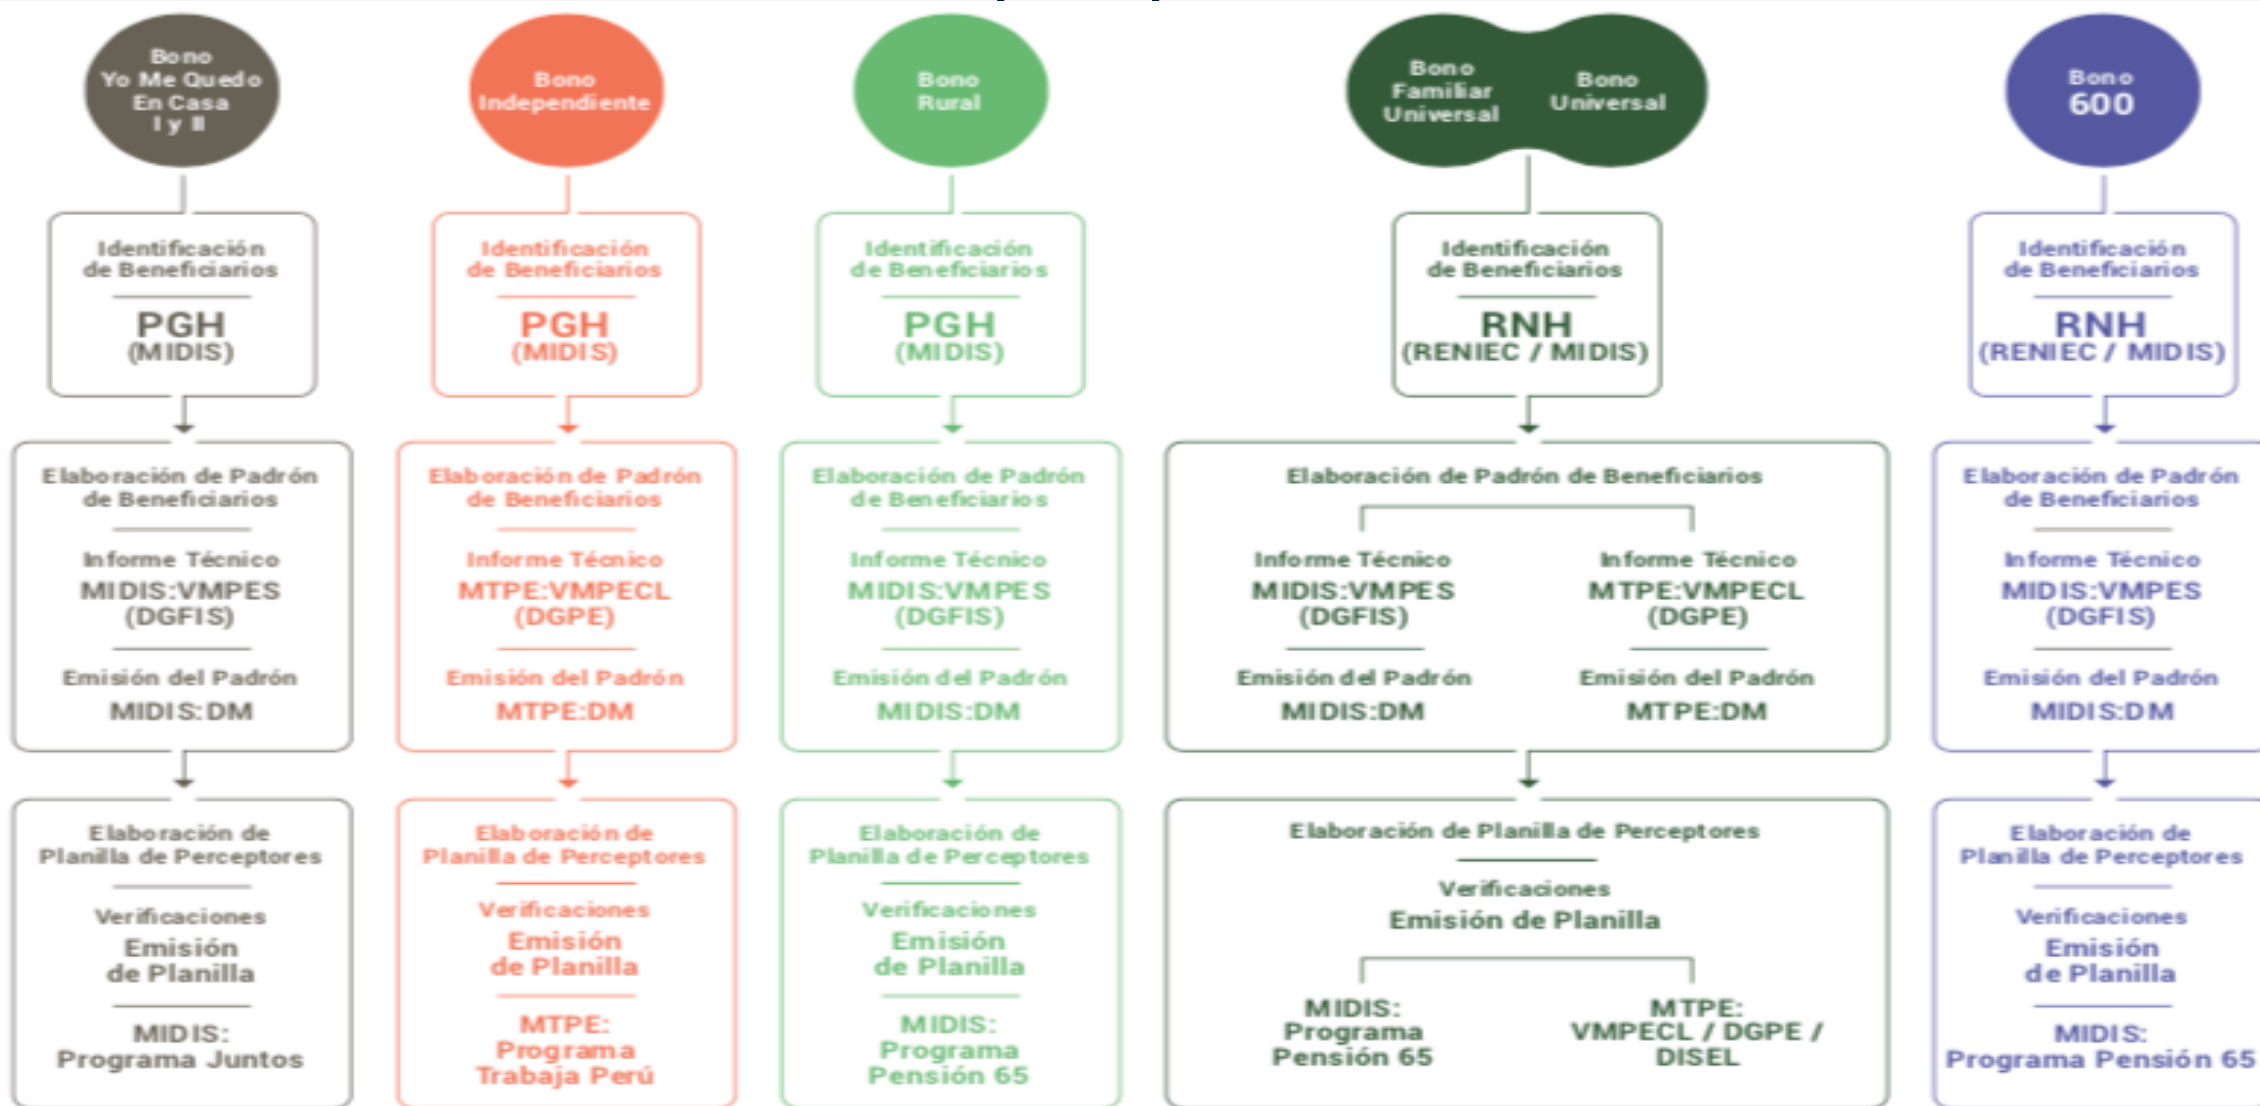 Bono
Yo Me Quedo
En Casa
I y II
Identificación
de Beneficiarios
PGH
(MIDIS)
Elaboración de Padrón
de Beneficiarios
Informe Técnico
MIDIS:VMPES
(DGFIS)
Emisión del Padrón
MIDIS:DM
Elaboración de
Planilla de Perceptores
Verificaciones
Emisión
de Planilla
MIDIS:
Programa Juntos
Bono
Independiente
Identificación
de Beneficiarios
PGH
(MIDIS)
Elaboración de Padrón
de Beneficiarios
Informe Técnico
MTPE:VMPECL
(DGPE)
Emisión del Padrón
MTPE:DM
Elaboración de
Planilla de Perceptores
Verificaciones
Emisión
de Planilla
MTPE:
Programa
Trabaja Perú
Bono
Rural
Identificación
de Beneficiarios
PGH
(MIDIS)
Elaboración de Padrón
de Beneficiarios
Informe Técnico
MIDIS:VMPES
(DGFIS)
Emisión del Padrón
MIDIS:DM
Elaboración de
Planilla de Perceptores
Verificaciones
Emisión
de Planilla
MIDIS:
Programa
Pensión 65
Bono
Familiar
Universal
Bono
Universal
Identificación
de Beneficiarios
RNH
(RENIEC / MIDIS)
Elaboración de Padrón de Beneficiarios
Informe Técnico
MIDIS:VMPES
(DGFIS)
Emisión del Padrón
MIDIS:DM
Informe Técnico
MTPE:VMPECL
(DGPE)
Emisión del Padrón
MTPE:DM
Elaboración de Planilla de Perceptores
Verificaciones
Emisión de Planilla
MIDIS:
Programa
Pensión 65
MTPE:
VMPECL / DGPE /
DISEL
Bono
600
Identificación
de Beneficiarios
RNH
(RENIEC / MIDIS)
Elaboración de Padrón
de Beneficiarios
Informe Técnico
MIDIS:VMPES
(DGFIS)
Emisión del Padrón
MIDIS:DM
Elaboración de
Planilla de Perceptores
Verificaciones
Emisión
de Planilla
MIDIS:
Programa Pensión 65